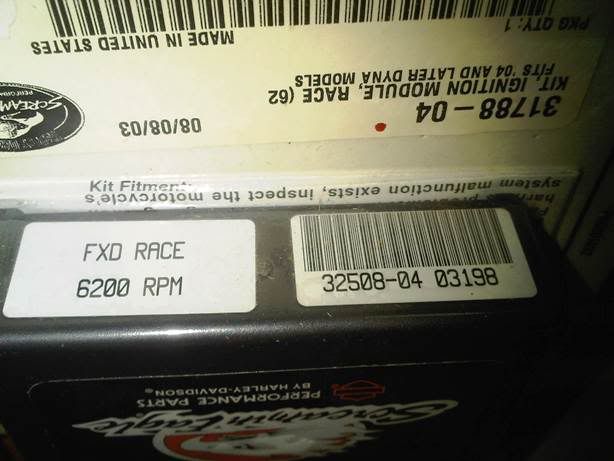 MADE IN UNITED STATES
PKG QTY: 1
31788-04
KIT, IGNITION MODULE, RACE (62
FITS '04 AND LATER DYNA MODELS
08/08/03
SCREAMIN
Kit Fitment:
system malfunction exists, inspect the motorcycle's
FXD RACE
6200 RPM
32508-04 03198
Screamin' Eagle
PERFORMANCE PARTS
BY HARLEY-DAVIDSON®